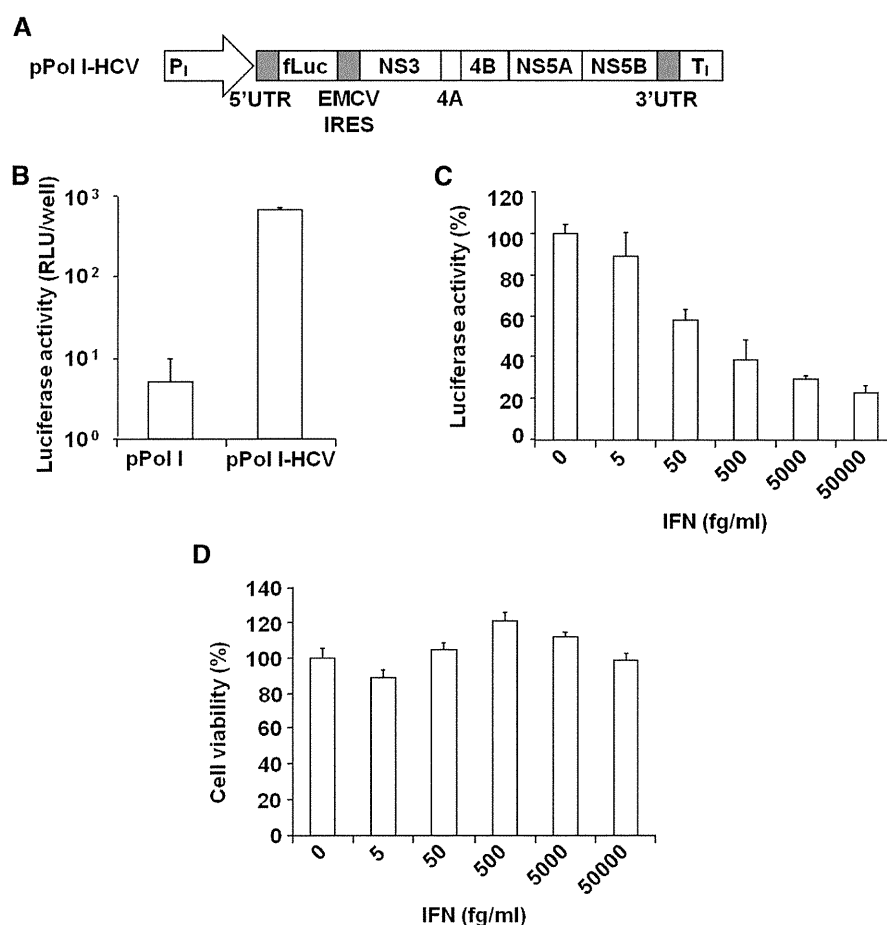 A
pPol I-HCV
P_I fLuc NS3 4B NS5A NS5B T_I
5'UTR EMCV 4A 3'UTR
IRES
B
Luciferase activity (RLU/well)
10³
10²
10¹
10⁰
pPol I pPol I-HCV
C
Luciferase activity (%)
120
100
80
60
40
20
0
0 5 50 500 5000 50000
IFN (fg/ml)
D
Cell viability (%)
140
120
100
80
60
40
20
0
0 5 50 500 5000 50000
IFN (fg/ml)